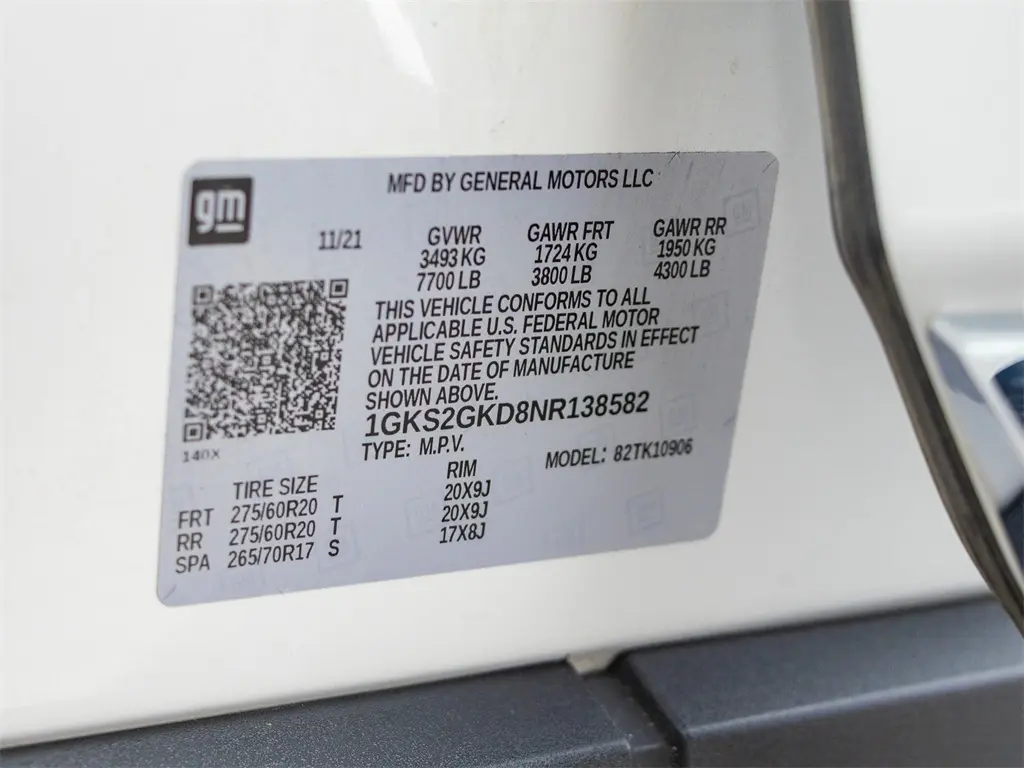 gm
MFD BY GENERAL MOTORS LLC
11/21
GVWR GAWR FRT GAWR RR
3493 KG 1724 KG 1950 KG
7700 LB 3800 LB 4300 LB
THIS VEHICLE CONFORMS TO ALL
APPLICABLE U.S. FEDERAL MOTOR
VEHICLE SAFETY STANDARDS IN EFFECT
ON THE DATE OF MANUFACTURE
SHOWN ABOVE.
1GKS2GKD8NR138582
140X
TYPE: M.P.V. MODEL: 82TK10906
TIRE SIZE RIM
FRT 275/60R20 T 20X9J
RR 275/60R20 T 20X9J
SPA 265/70R17 S 17X8J